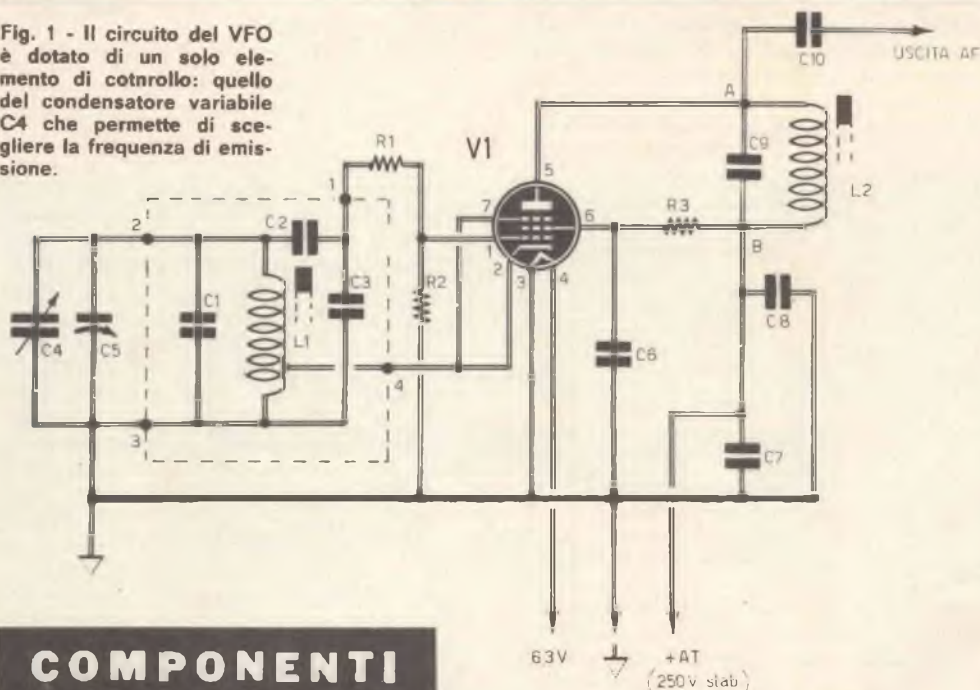 Fig. 1 - Il circuito del VFO
è dotato di un solo ele-
mento di cotnrollo: quello
del condensatore variabile
C4 che permette di sce-
gliere la frequenza di emis-
sione.
C10
USCITA AF
A
R1
V1
C9
L2
1
5
7
6
R3
2
C2
1
B
2
3
4
R2
C1
C3
C8
C4
C5
L1
C6
4
3
C7
63V
+AT
(250v stab)
COMPONENTI